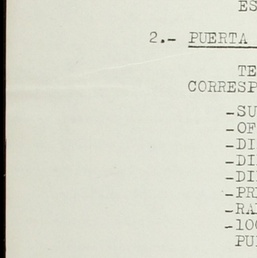 ES
2.- PUERTA
TE
CORRESP
-SU
-OF
-DI
-DI
-DI
-PR
-RA
-100
PU